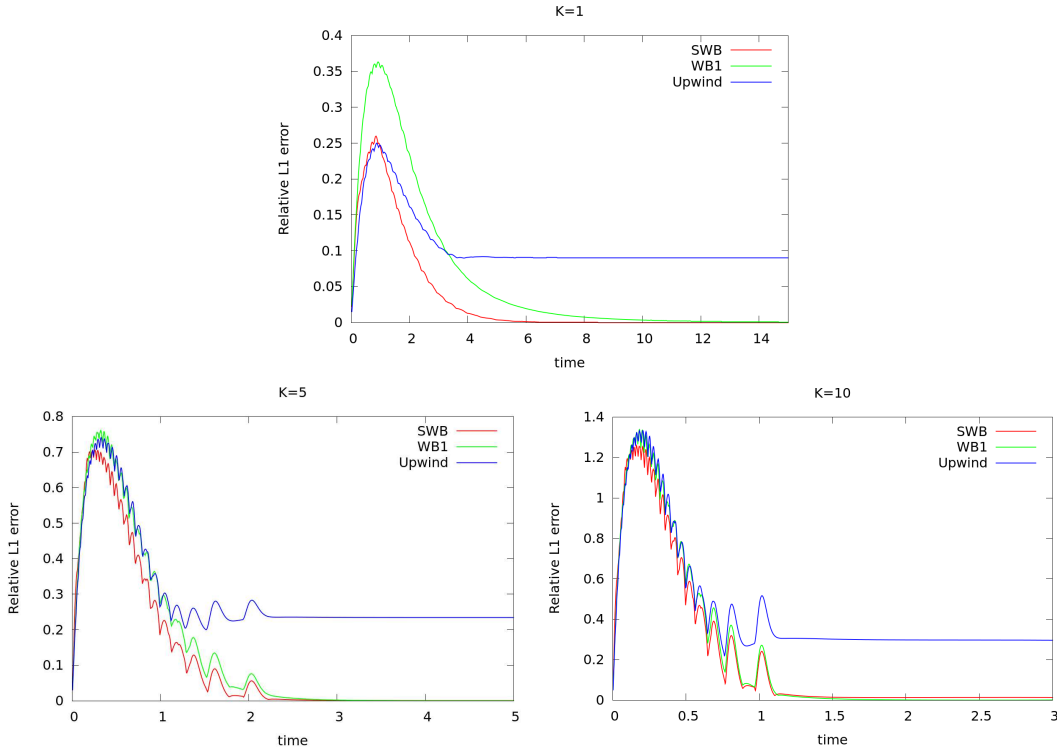 K=1
0.4
0.35
0.3
0.25
0.2
0.15
0.1
0.05
0
Relative L1 error
SWB
WB1
Upwind
0 2 4 6 8 10 12 14
time
K=5
0.8
0.7
0.6
0.5
0.4
0.3
0.2
0.1
0
Relative L1 error
SWB
WB1
Upwind
0 1 2 3 4 5
time
K=10
1.4
1.2
1
0.8
0.6
0.4
0.2
0
Relative L1 error
SWB
WB1
Upwind
0 0.5 1 1.5 2 2.5 3
time